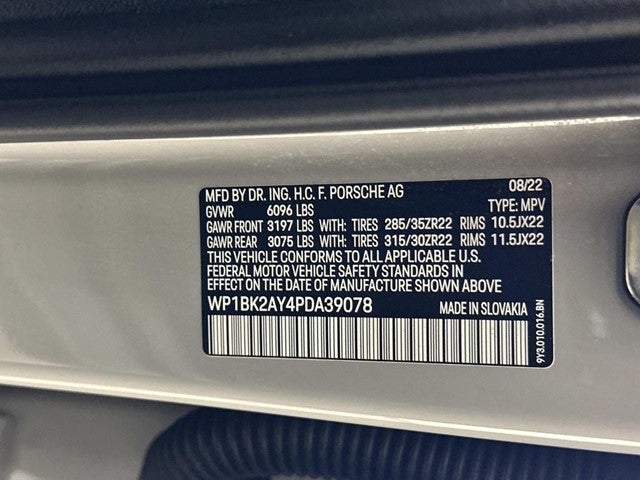 MFD BY DR. ING. H.C. F. PORSCHE AG 08/22
GVWR 6096 LBS TYPE: MPV
GAWR FRONT 3197 LBS WITH: TIRES 285/35ZR22 RIMS 10.5JX22
GAWR REAR 3075 LBS WITH: TIRES 315/30ZR22 RIMS 11.5JX22
THIS VEHICLE CONFORMS TO ALL APPLICABLE U.S.
FEDERAL MOTOR VEHICLE SAFETY STANDARDS IN
EFFECT ON THE DATE OF MANUFACTURE SHOWN ABOVE
WP1BK2AY4PDA39078 MADE IN SLOVAKIA
9Y3.010.016.BN